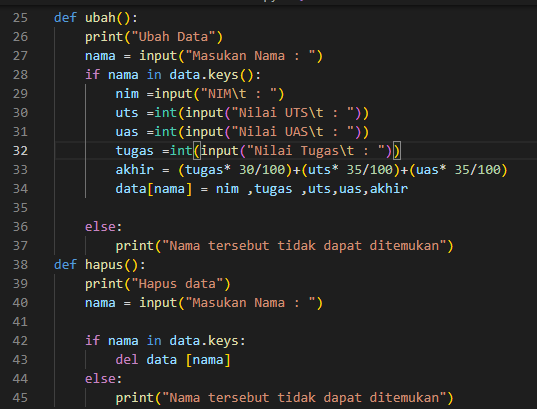 25 def ubah():
26     print("Ubah Data")
27     nama = input("Masukan Nama : ")
28     if nama in data.keys():
29         nim =input("NIM\t : ")
30         uts =int(input("Nilai UTS\t : "))
31         uas =int(input("Nilai UAS\t : "))
32         tugas =int(input("Nilai Tugas\t : "))
33         akhir = (tugas* 30/100)+(uts* 35/100)+(uas* 35/100)
34         data[nama] = nim ,tugas ,uts,uas,akhir
35
36     else:
37         print("Nama tersebut tidak dapat ditemukan")
38 def hapus():
39     print("Hapus data")
40     nama = input("Masukan Nama : ")
41
42     if nama in data.keys:
43         del data [nama]
44     else:
45         print("Nama tersebut tidak dapat ditemukan")